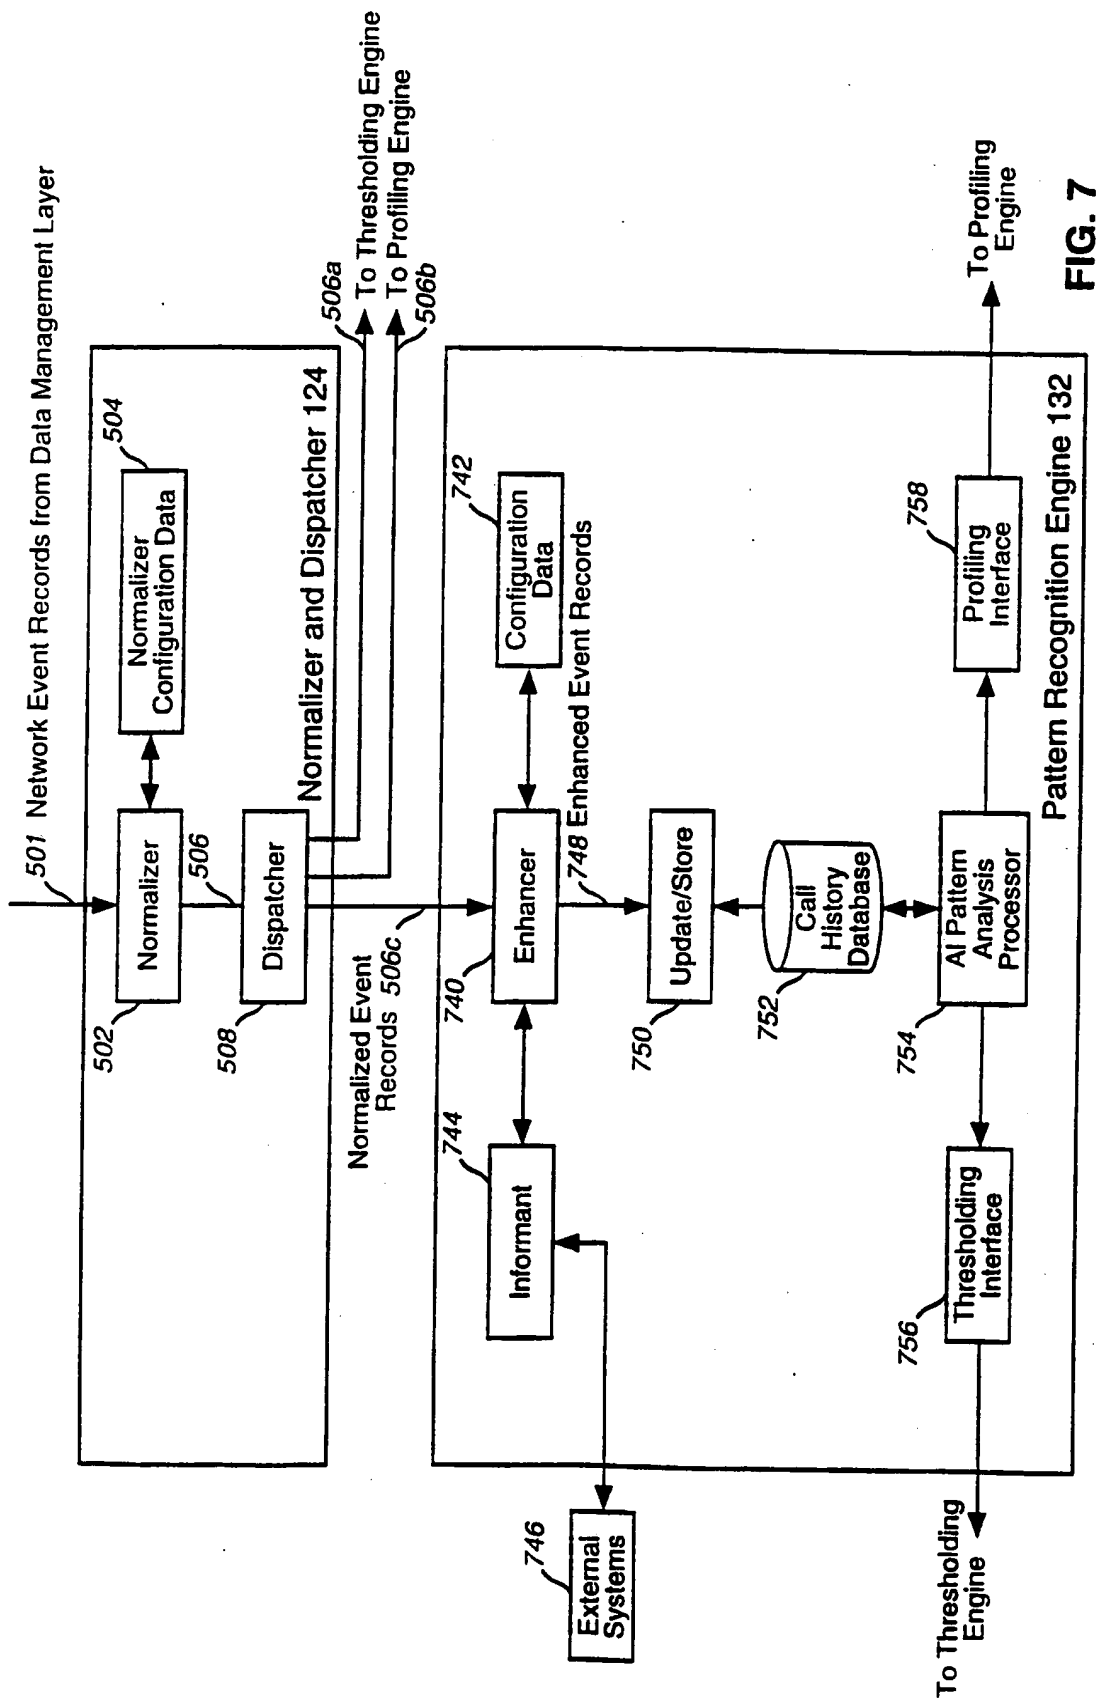 501 Network Event Records from Data Management Layer
504
Normalizer
Configuration Data
Normalizer
502
506
Dispatcher
508
Normalizer and Dispatcher 124
506a
To Thresholding Engine
To Profiling Engine
506b
Normalized Event
Records 506c
744
Informant
740
Enhancer
742
Configuration
Data
748 Enhanced Event Records
746
External
Systems
Update/Store
750
Call
History
Database
752
AI Pattern
Analysis
Processor
754
756
Thresholding
Interface
758
Profiling
Interface
Pattern Recognition Engine 132
To Thresholding
Engine
To Profiling
Engine
FIG. 7